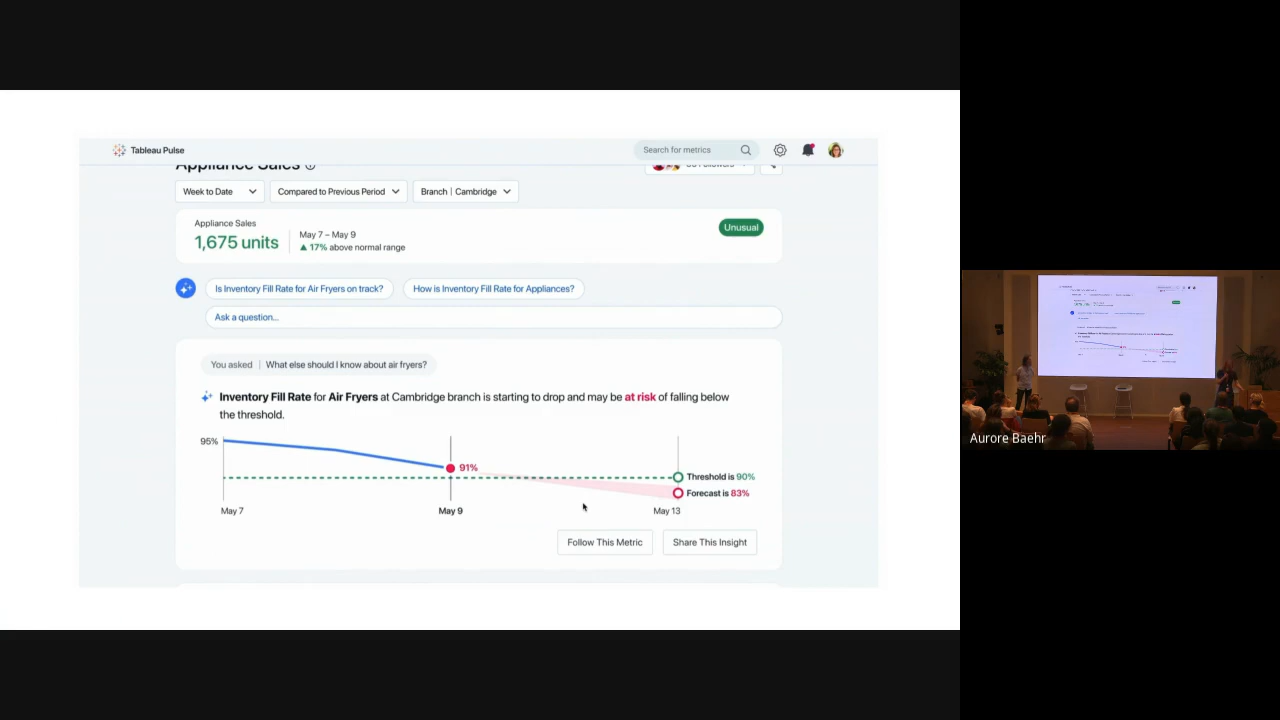 Tableau Pulse
Search for metrics
Appliance Sales
Week to Date
Compared to Previous Period
Branch | Cambridge
Appliance Sales
1,675 units
May 7 – May 9
▲ 17% above normal range
Unusual
Is Inventory Fill Rate for Air Fryers on track?
How is Inventory Fill Rate for Appliances?
Ask a question...
You asked | What else should I know about air fryers?
Inventory Fill Rate for Air Fryers at Cambridge branch is starting to drop and may be at risk of falling below
the threshold.
96%
91%
Threshold is 90%
Forecast is 83%
May 7
May 9
May 13
Follow This Metric
Share This Insight
Aurore Baehr